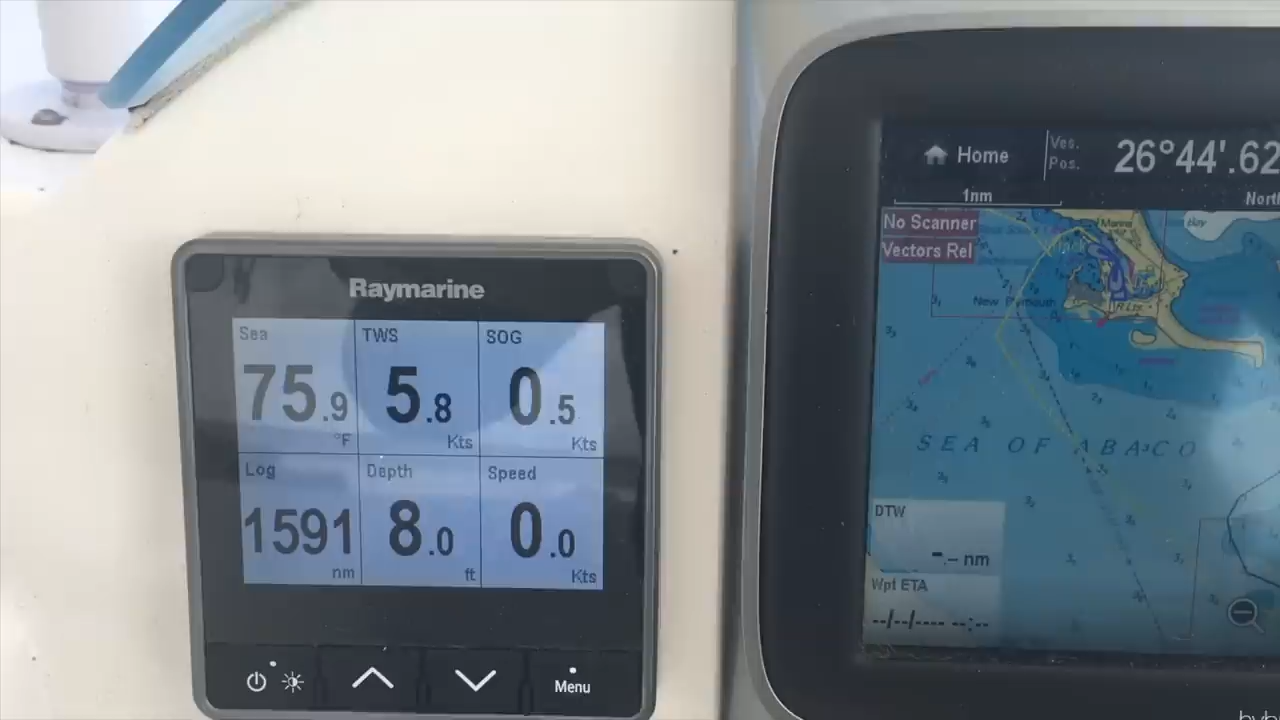 Raymarine
Sea
75.9
°F
TWS
5.8
Kts
SOG
0.5
Kts
Log
1591
nm
Depth
8.0
ft
Speed
0.0
Kts
Menu
Home
Ves.
Pos.
26°44'.62
1nm
Nort
No Scanner
Vectors Rel
Bay
New Plymouth
SEA OF ABACO
DTW
-.-- nm
Wpt ETA
--/--/---- --:--